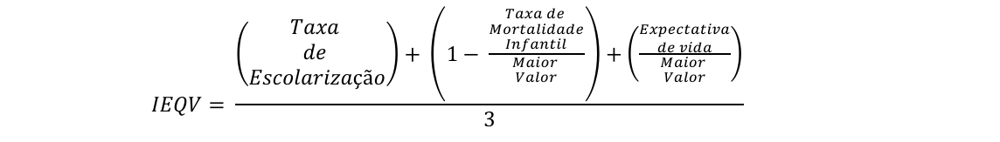 IEQV = ((Taxa de Escolarização) + (1 − Taxa de Mortalidade Infantil / Maior Valor) + (Expectativa de vida / Maior Valor)) / 3